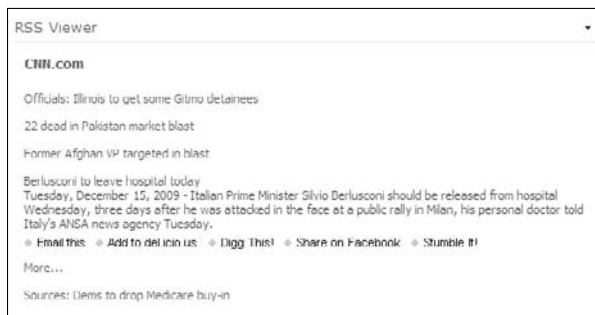 RSS Viewer
CNN.com
Officials: Illinois to get some Gitmo detainees
22 dead in Pakistan market blast
Former Afghan VP targeted in blast
Berlusconi to leave hospital today
Tuesday, December 15, 2009 - Italian Prime Minister Silvio Berlusconi should be released from hospital
Wednesday, three days after he was attacked in the face at a public rally in Milan, his personal doctor told
Italy's ANSA news agency Tuesday.
Email this Add to del.icio.us Digg This! Share on Facebook Stumble It!
More...
Sources: Dems to drop Medicare buy-in